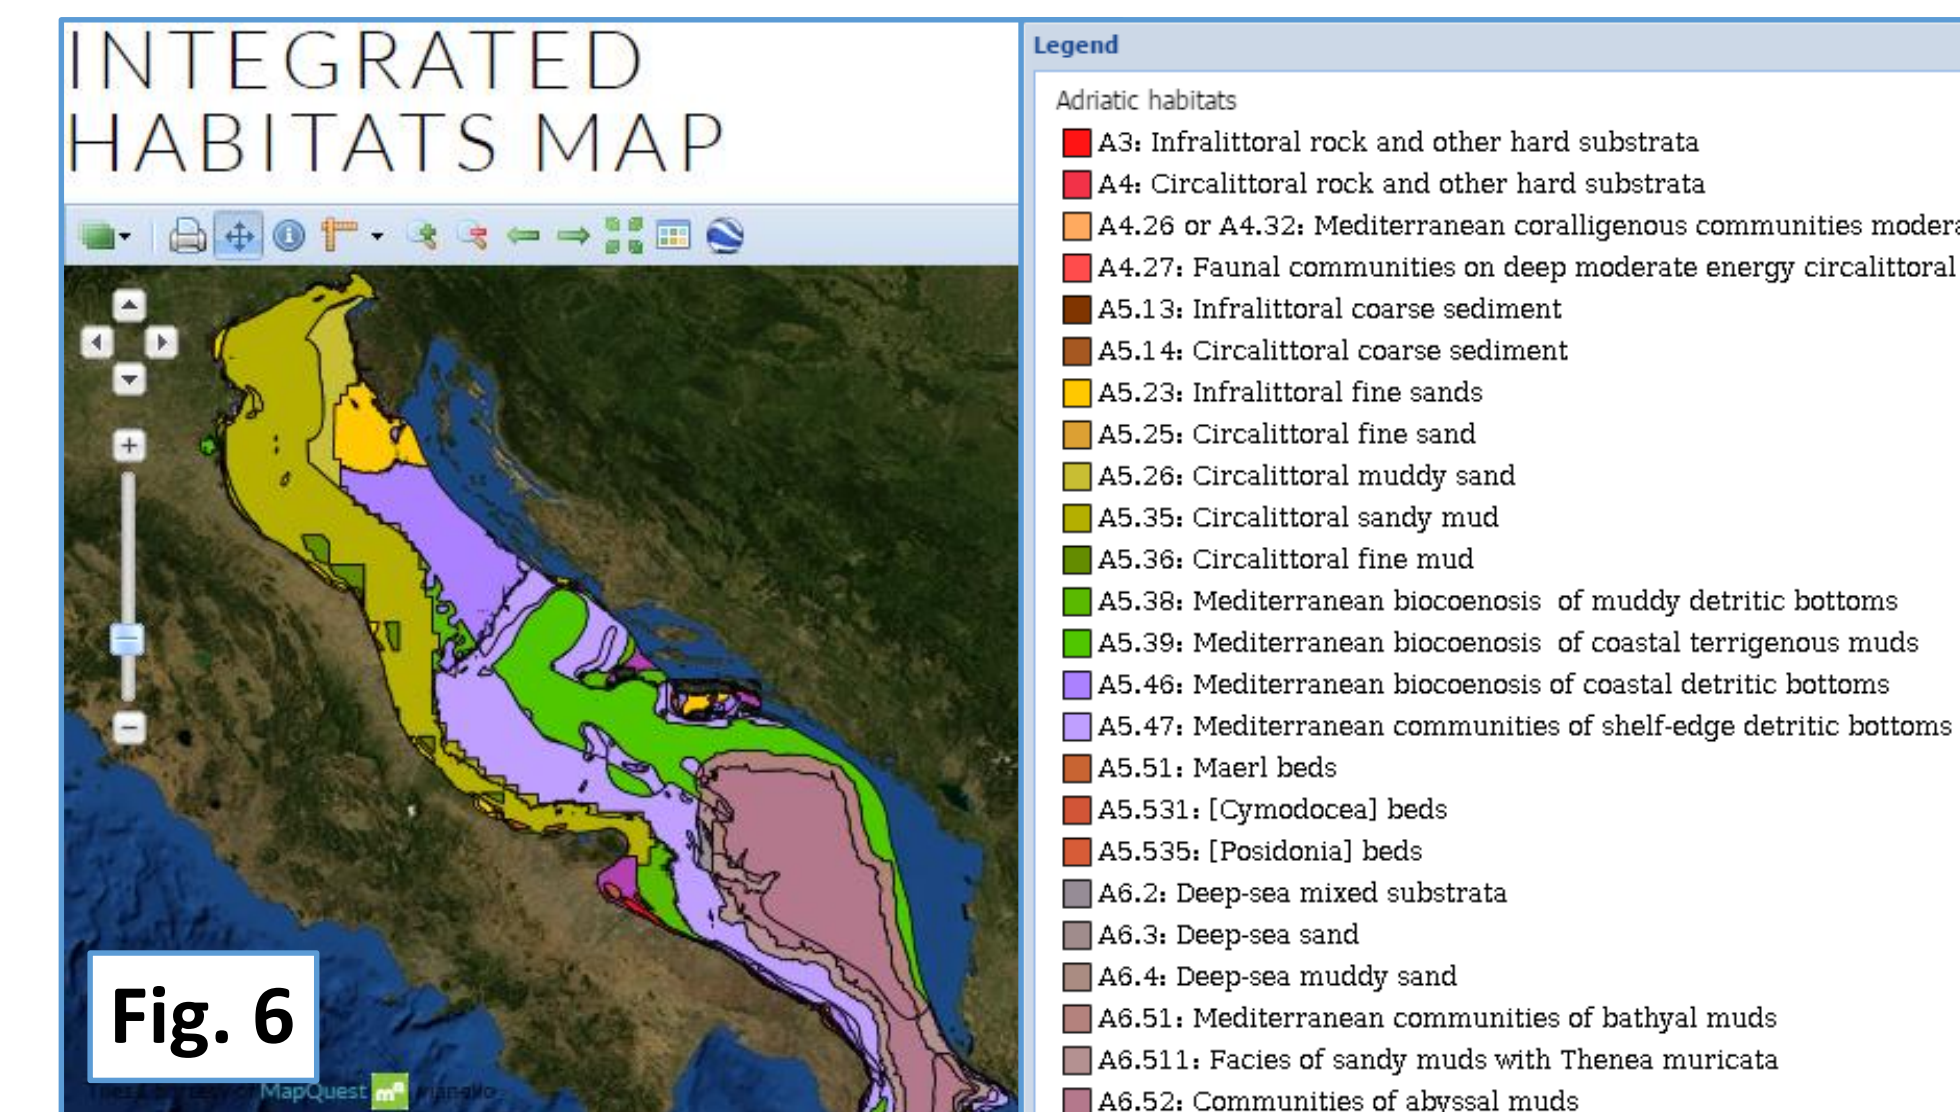 INTEGRATED
HABITATS MAP
Fig. 6
MapQuest
Legend
Adriatic habitats
A3: Infralittoral rock and other hard substrata
A4: Circalittoral rock and other hard substrata
A4.26 or A4.32: Mediterranean coralligenous communities modera
A4.27: Faunal communities on deep moderate energy circalittoral
A5.13: Infralittoral coarse sediment
A5.14: Circalittoral coarse sediment
A5.23: Infralittoral fine sands
A5.25: Circalittoral fine sand
A5.26: Circalittoral muddy sand
A5.35: Circalittoral sandy mud
A5.36: Circalittoral fine mud
A5.38: Mediterranean biocoenosis of muddy detritic bottoms
A5.39: Mediterranean biocoenosis of coastal terrigenous muds
A5.46: Mediterranean biocoenosis of coastal detritic bottoms
A5.47: Mediterranean communities of shelf-edge detritic bottoms
A5.51: Maerl beds
A5.531: [Cymodocea] beds
A5.535: [Posidonia] beds
A6.2: Deep-sea mixed substrata
A6.3: Deep-sea sand
A6.4: Deep-sea muddy sand
A6.51: Mediterranean communities of bathyal muds
A6.511: Facies of sandy muds with Thenea muricata
A6.52: Communities of abyssal muds